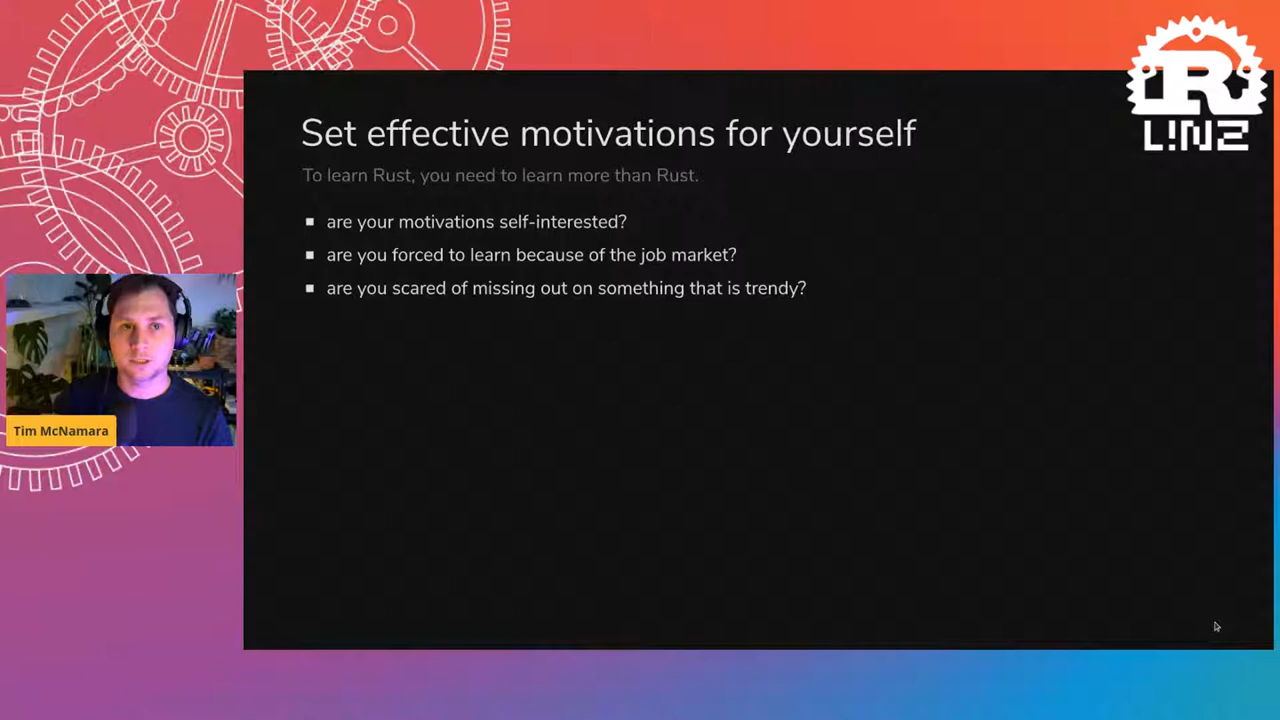 R
L!NZ
Set effective motivations for yourself
To learn Rust, you need to learn more than Rust.
are your motivations self-interested?
are you forced to learn because of the job market?
are you scared of missing out on something that is trendy?
Tim McNamara